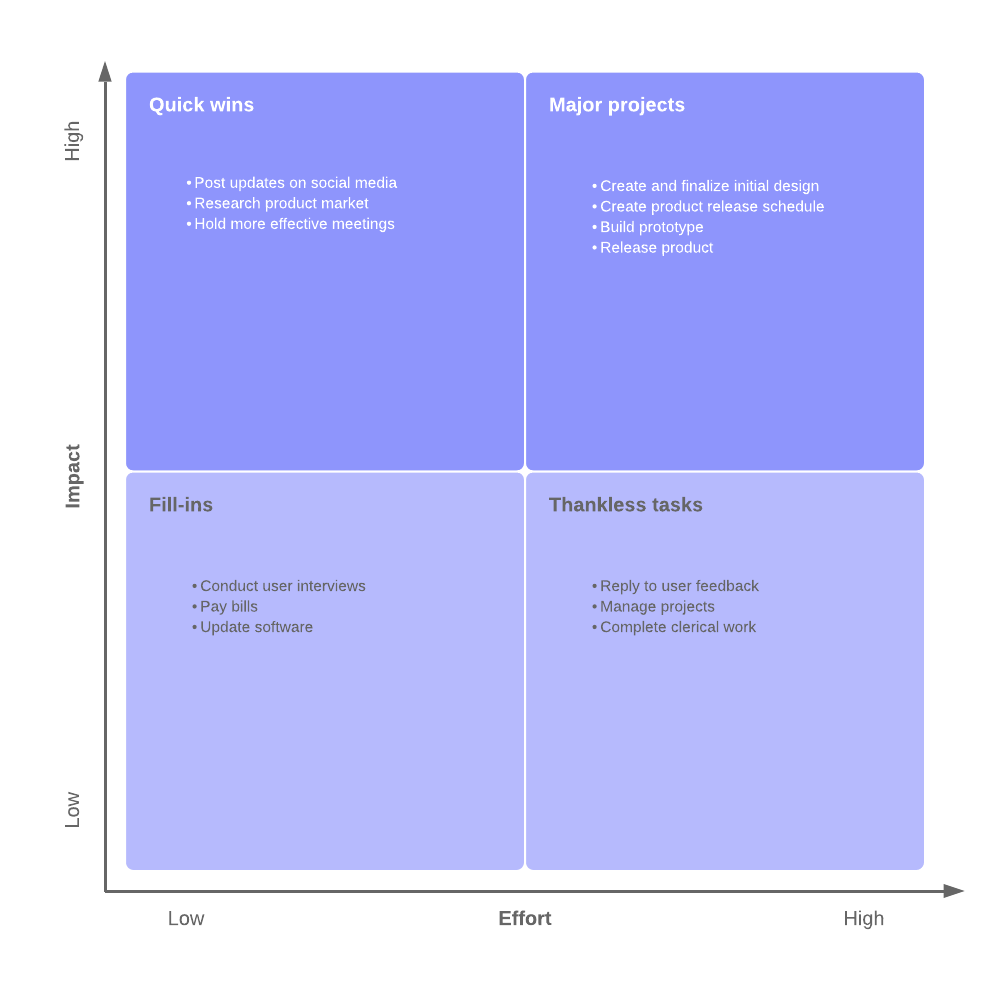 High
Impact
Low
Quick wins
• Post updates on social media
• Research product market
• Hold more effective meetings
Major projects
• Create and finalize initial design
• Create product release schedule
• Build prototype
• Release product
Fill-ins
• Conduct user interviews
• Pay bills
• Update software
Thankless tasks
• Reply to user feedback
• Manage projects
• Complete clerical work
Low
Effort
High